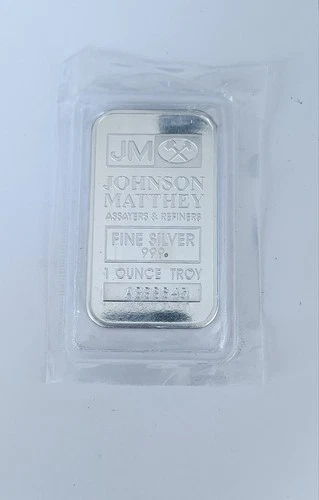 JM
JOHNSON
MATTHEY
ASSAYERS & REFINERS
FINE SILVER
999.
1 OUNCE TROY